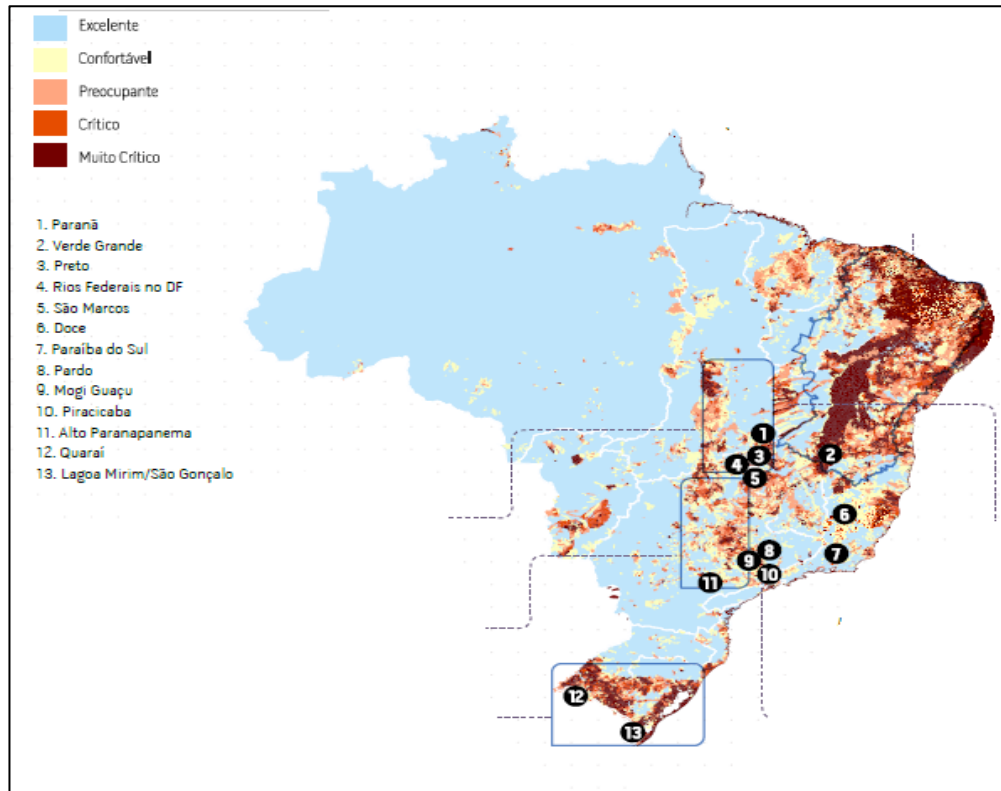 Excelente
Confortável
Preocupante
Crítico
Muito Crítico
1. Paranã
2. Verde Grande
3. Preto
4. Rios Federais no DF
5. São Marcos
6. Doce
7. Paraíba do Sul
8. Pardo
9. Mogi Guaçu
10. Piracicaba
11. Alto Paranapanema
12. Quaraí
13. Lagoa Mirim/São Gonçalo
1
2
3
4
5
6
7
8
9
10
11
12
13